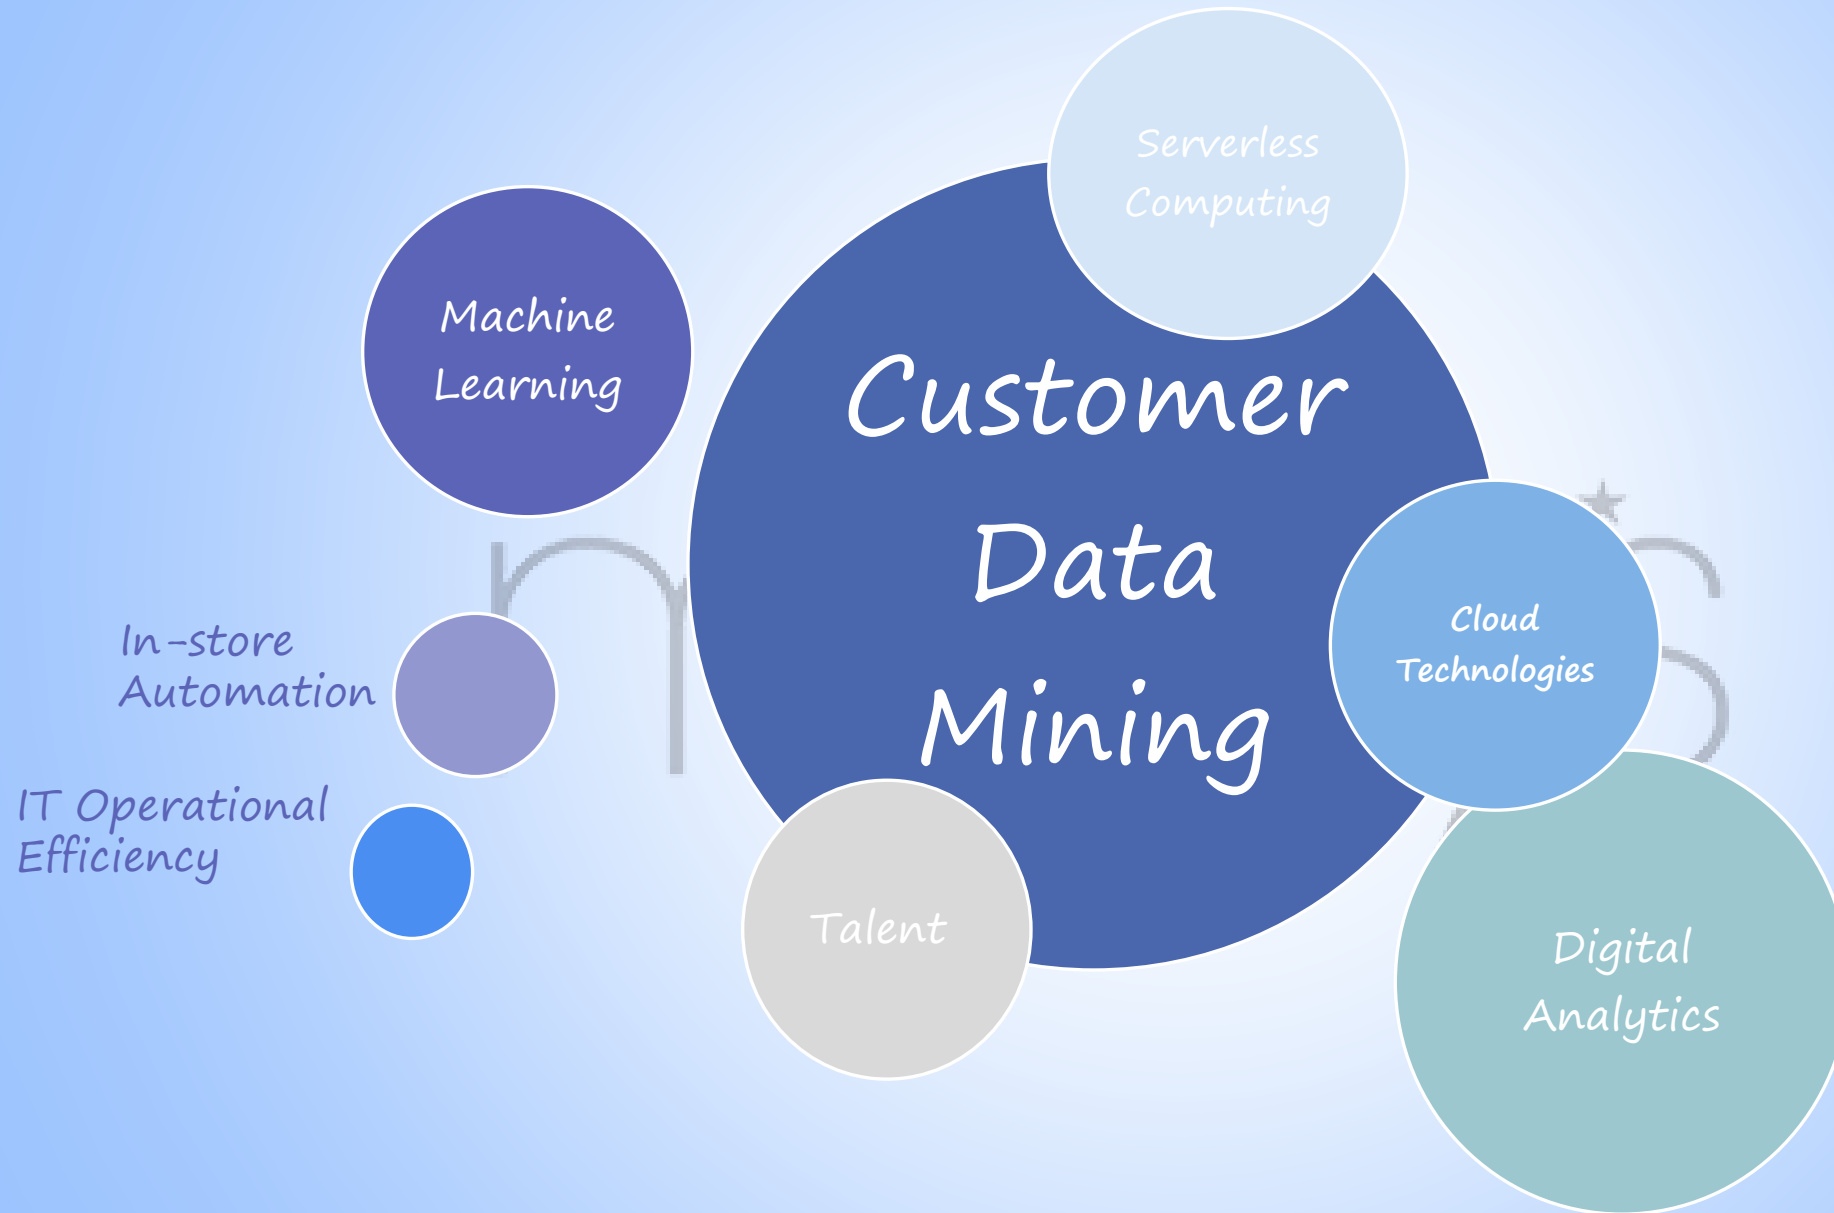 Serverless
Computing
Machine
Learning
Customer
Data
Mining
Cloud
Technologies
In-store
Automation
IT Operational
Efficiency
Talent
Digital
Analytics